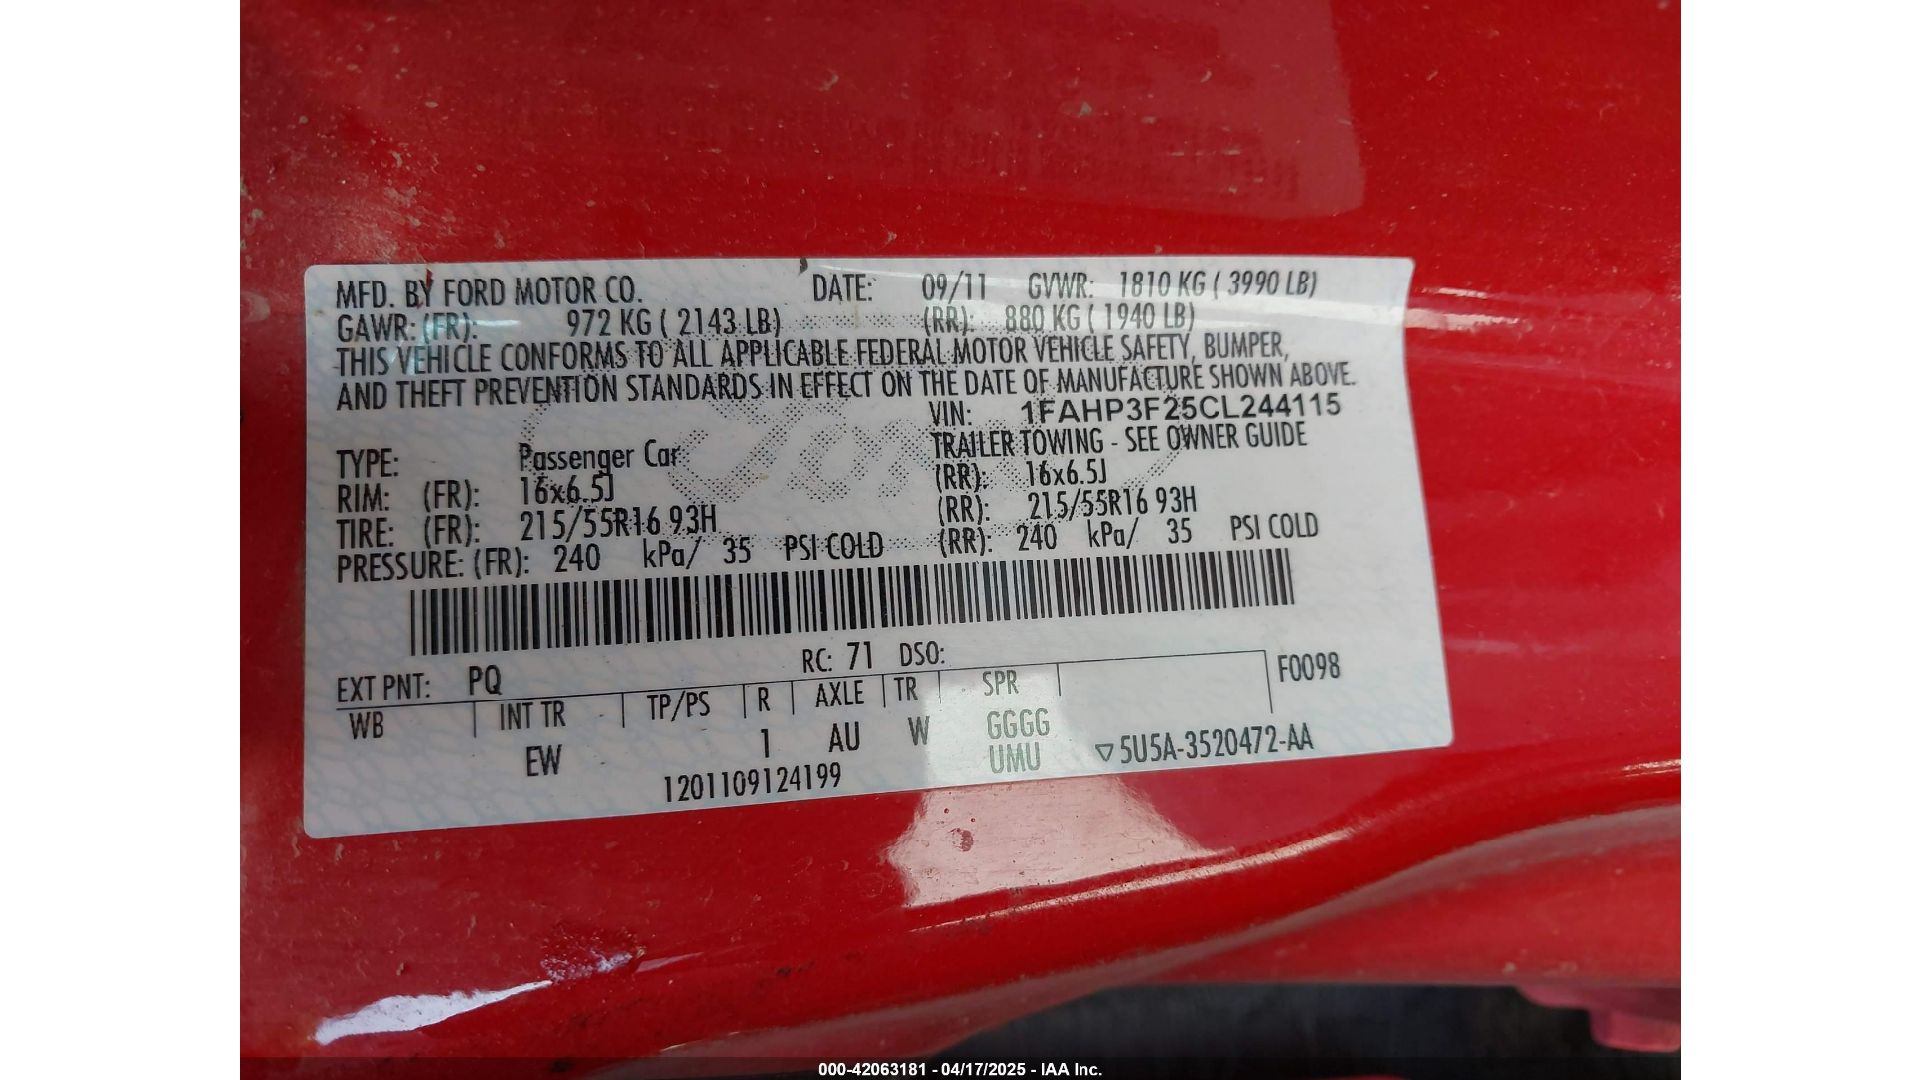 MFD. BY FORD MOTOR CO. DATE: 09/11 GVWR: 1810 KG ( 3990 LB)
GAWR: (FR): 972 KG ( 2143 LB) (RR): 880 KG ( 1940 LB)
THIS VEHICLE CONFORMS TO ALL APPLICABLE FEDERAL MOTOR VEHICLE SAFETY, BUMPER,
AND THEFT PREVENTION STANDARDS IN EFFECT ON THE DATE OF MANUFACTURE SHOWN ABOVE.
VIN: 1FAHP3F25CL244115
TYPE: Passenger Car TRAILER TOWING - SEE OWNER GUIDE
RIM: (FR): 16x6.5J (RR): 16x6.5J
TIRE: (FR): 215/55R16 93H (RR): 215/55R16 93H
PRESSURE: (FR): 240 kPa/ 35 PSI COLD (RR): 240 kPa/ 35 PSI COLD
EXT PNT: PQ RC: 71 DSO: F0098
WB INT TR TP/PS R AXLE TR SPR
EW 1 AU W GGGG
UMU ▽5U5A-3520472-AA
1201109124199
Ford
000-42063181 - 04/17/2025 - IAA Inc.